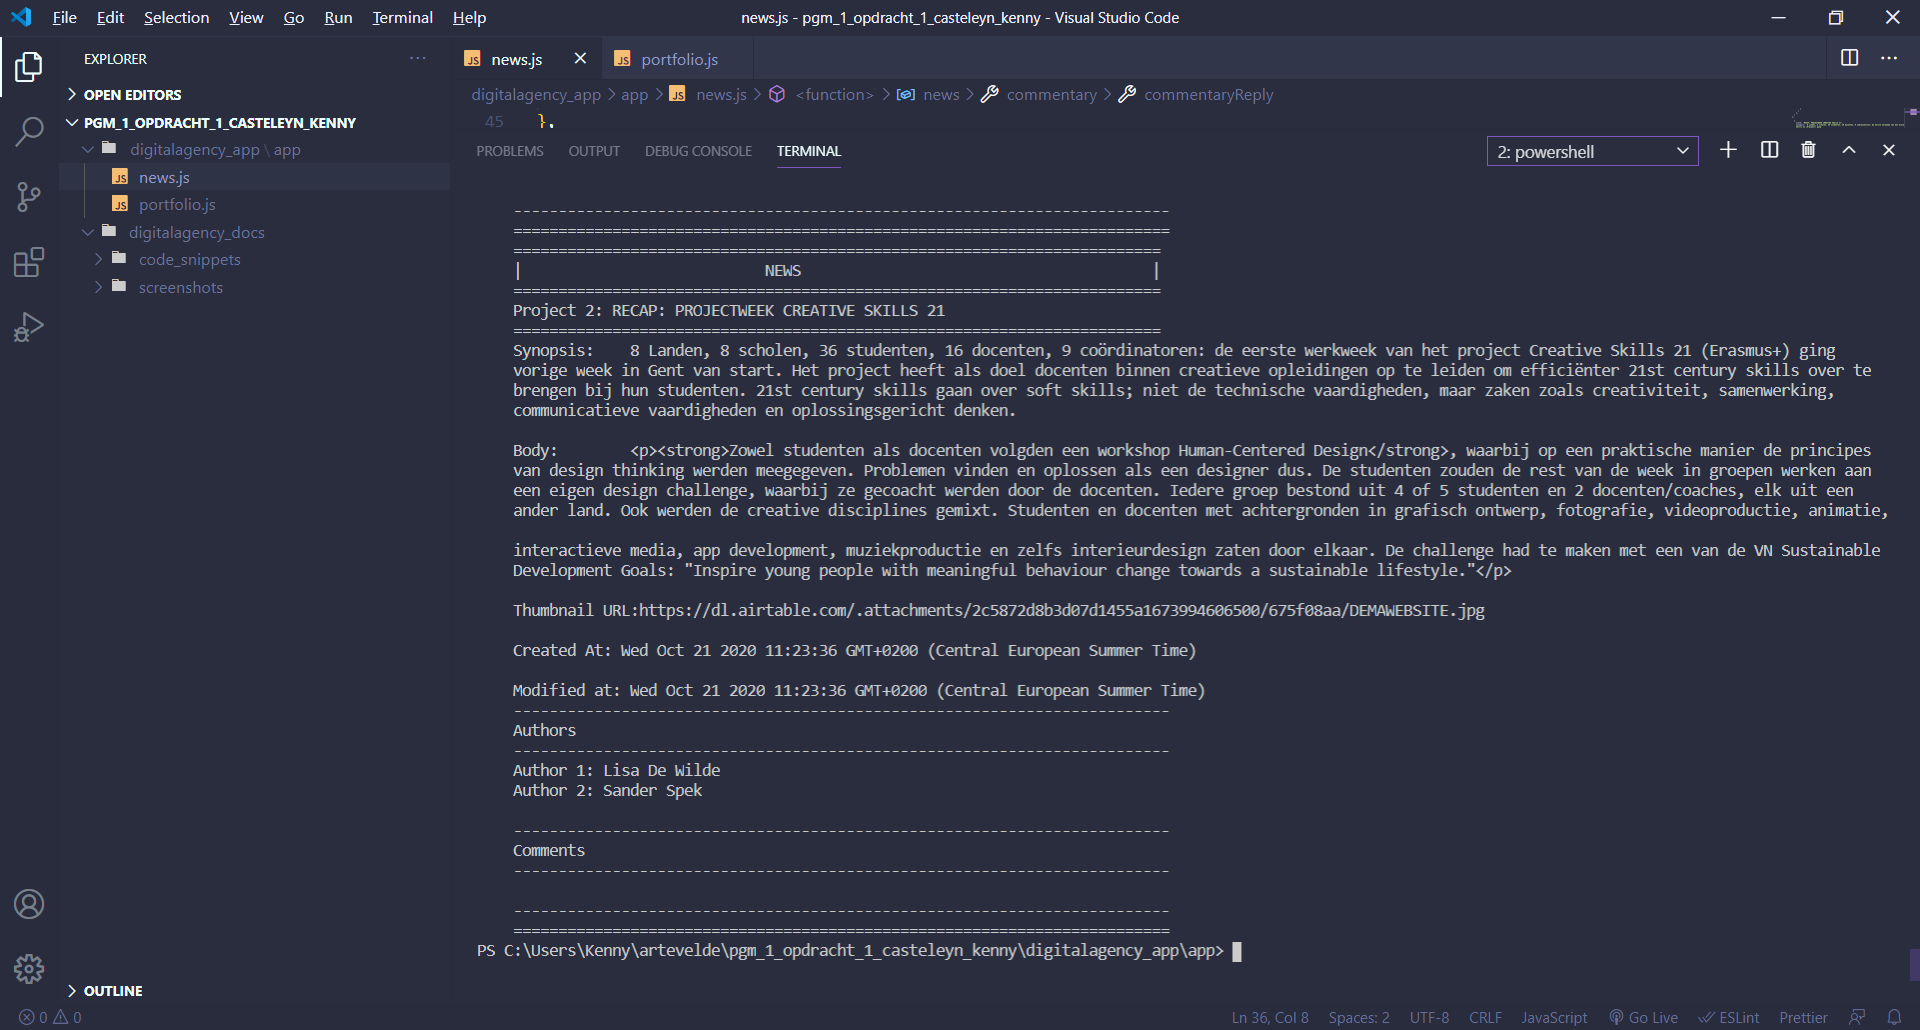 File Edit Selection View Go Run Terminal Help
news.js - pgm_1_opdracht_1_casteleyn_kenny - Visual Studio Code
EXPLORER
OPEN EDITORS
PGM_1_OPDRACHT_1_CASTELEYN_KENNY
digitalagency_app \ app
JS news.js
JS portfolio.js
digitalagency_docs
code_snippets
screenshots
OUTLINE
JS news.js
JS portfolio.js
digitalagency_app > app > JS news.js > <function> > news > commentary > commentaryReply
45 },
PROBLEMS OUTPUT DEBUG CONSOLE TERMINAL
2: powershell
-------------------------------------------------------------------------
=========================================================================
========================================================================
| NEWS |
========================================================================
Project 2: RECAP: PROJECTWEEK CREATIVE SKILLS 21
========================================================================
Synopsis: 8 Landen, 8 scholen, 36 studenten, 16 docenten, 9 coördinatoren: de eerste werkweek van het project Creative Skills 21 (Erasmus+) ging
vorige week in Gent van start. Het project heeft als doel docenten binnen creatieve opleidingen op te leiden om efficiënter 21st century skills over te
brengen bij hun studenten. 21st century skills gaan over soft skills; niet de technische vaardigheden, maar zaken zoals creativiteit, samenwerking,
communicatieve vaardigheden en oplossingsgericht denken.
Body: <p><strong>Zowel studenten als docenten volgden een workshop Human-Centered Design</strong>, waarbij op een praktische manier de principes
van design thinking werden meegegeven. Problemen vinden en oplossen als een designer dus. De studenten zouden de rest van de week in groepen werken aan
een eigen design challenge, waarbij ze gecoacht werden door de docenten. Iedere groep bestond uit 4 of 5 studenten en 2 docenten/coaches, elk uit een
ander land. Ook werden de creative disciplines gemixt. Studenten en docenten met achtergronden in grafisch ontwerp, fotografie, videoproductie, animatie,
interactieve media, app development, muziekproductie en zelfs interieurdesign zaten door elkaar. De challenge had te maken met een van de VN Sustainable
Development Goals: "Inspire young people with meaningful behaviour change towards a sustainable lifestyle."</p>
Thumbnail URL:https://dl.airtable.com/.attachments/2c5872d8b3d07d1455a1673994606500/675f08aa/DEMAWEBSITE.jpg
Created At: Wed Oct 21 2020 11:23:36 GMT+0200 (Central European Summer Time)
Modified at: Wed Oct 21 2020 11:23:36 GMT+0200 (Central European Summer Time)
-------------------------------------------------------------------------
Authors
-------------------------------------------------------------------------
Author 1: Lisa De Wilde
Author 2: Sander Spek
-------------------------------------------------------------------------
Comments
-------------------------------------------------------------------------
-------------------------------------------------------------------------
=========================================================================
PS C:\Users\Kenny\artevelde\pgm_1_opdracht_1_casteleyn_kenny\digitalagency_app\app>
0 0
Ln 36, Col 8 Spaces: 2 UTF-8 CRLF JavaScript Go Live ESLint Prettier